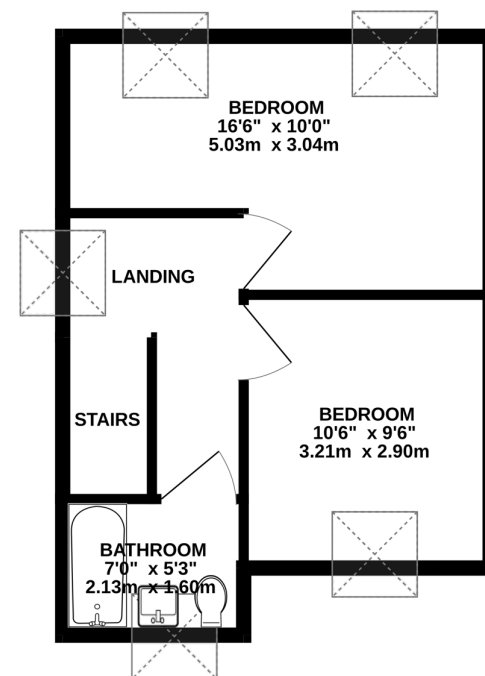 BEDROOM
16'6" x 10'0"
5.03m x 3.04m
LANDING
STAIRS
BEDROOM
10'6" x 9'6"
3.21m x 2.90m
BATHROOM
7'0" x 5'3"
2.13m x 1.60m